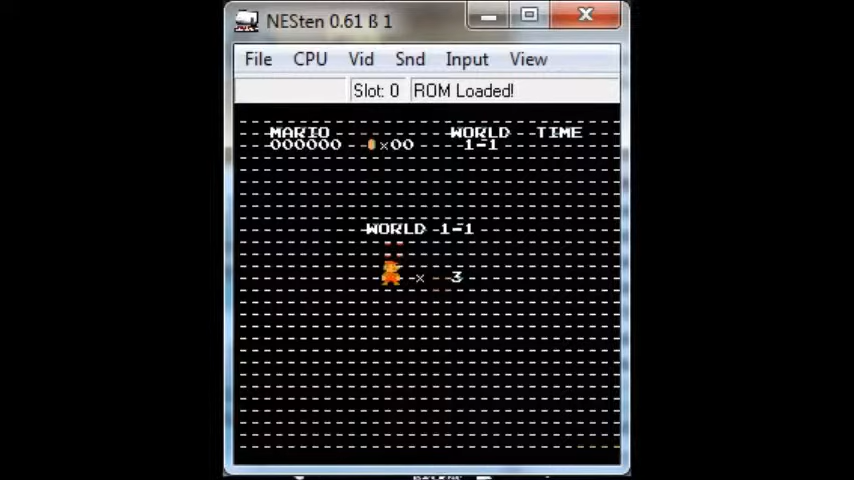 NESten 0.61 ß 1
File CPU Vid Snd Input View
Slot: 0 ROM Loaded!
MARIO WORLD TIME
000000 ×00 1-1
WORLD 1-1
× 3